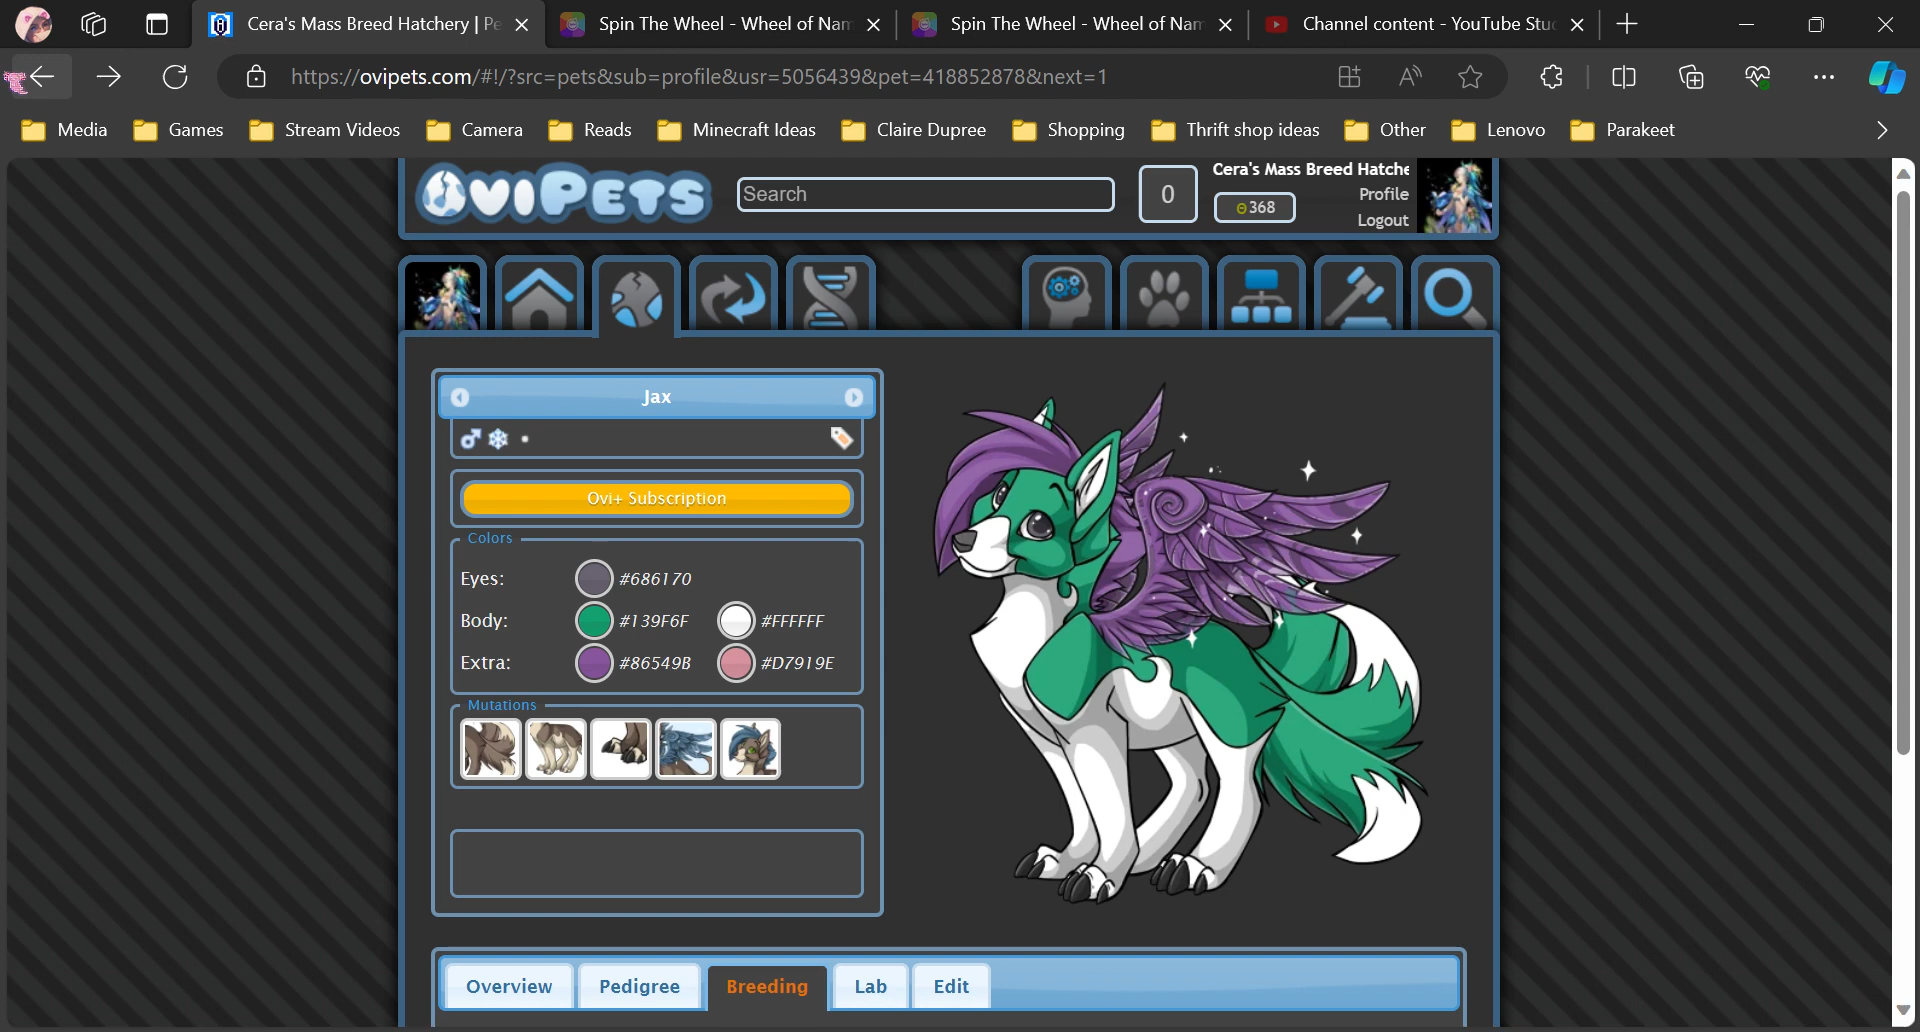 Cera's Mass Breed Hatchery | Pe
Spin The Wheel - Wheel of Nam
Spin The Wheel - Wheel of Nam
Channel content - YouTube Stu
https://ovipets.com/#!/?src=pets&sub=profile&usr=5056439&pet=418852878&next=1
Media
Games
Stream Videos
Camera
Reads
Minecraft Ideas
Claire Dupree
Shopping
Thrift shop ideas
Other
Lenovo
Parakeet
OviPets
Search
0
Cera's Mass Breed Hatche
368
Profile
Logout
Jax
Ovi+ Subscription
Colors
Eyes: #686170
Body: #139F6F #FFFFFF
Extra: #86549B #D7919E
Mutations
Overview
Pedigree
Breeding
Lab
Edit